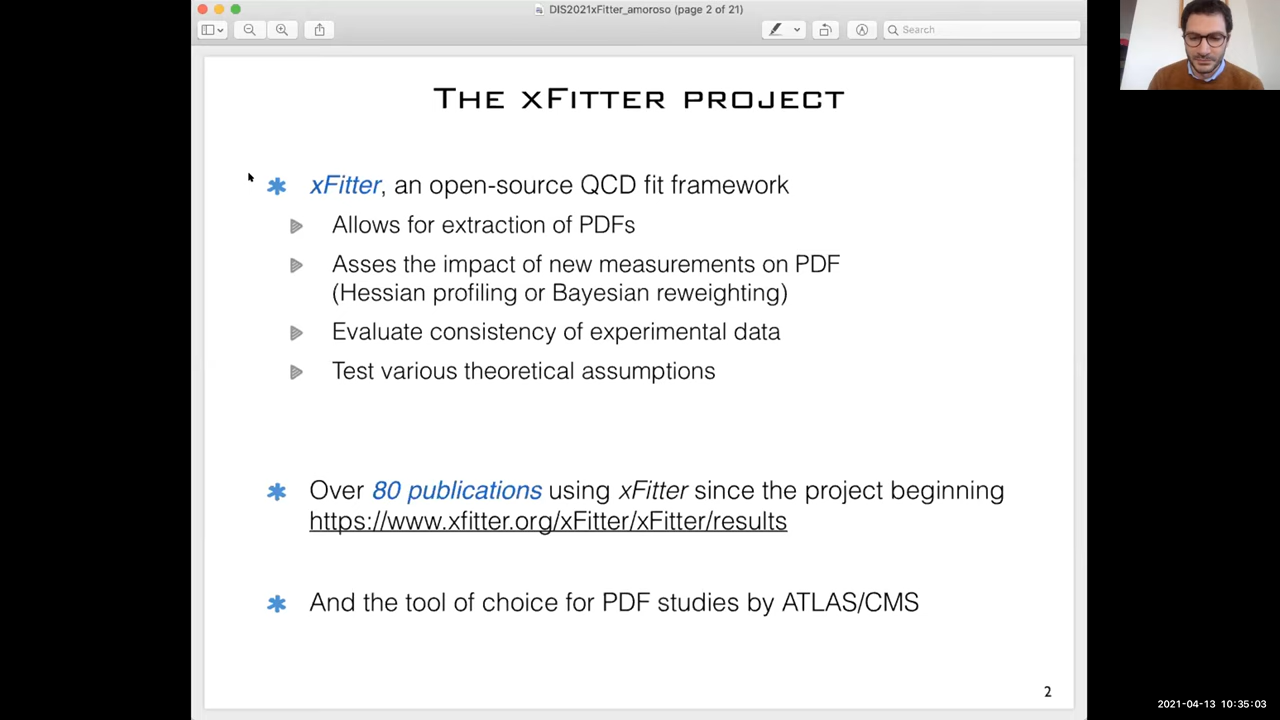 DIS2021xFitter_amoroso (page 2 of 21)
Search
THE XFITTER PROJECT
xFitter, an open-source QCD fit framework
Allows for extraction of PDFs
Asses the impact of new measurements on PDF
(Hessian profiling or Bayesian reweighting)
Evaluate consistency of experimental data
Test various theoretical assumptions
Over 80 publications using xFitter since the project beginning
https://www.xfitter.org/xFitter/xFitter/results
And the tool of choice for PDF studies by ATLAS/CMS
2
2021-04-13 10:35:03